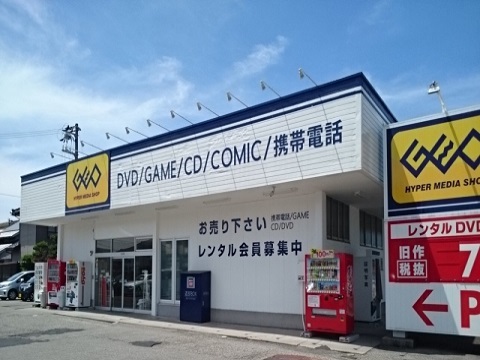 GEO
HYPER MEDIA SHOP
DVD/GAME/CD/COMIC/携帯電話
お売り下さい 携帯電話/GAME
CD/DVD
レンタル会員募集中
GEO
HYPER MEDIA SHO
レンタル DVD
旧作
税抜
7
← P